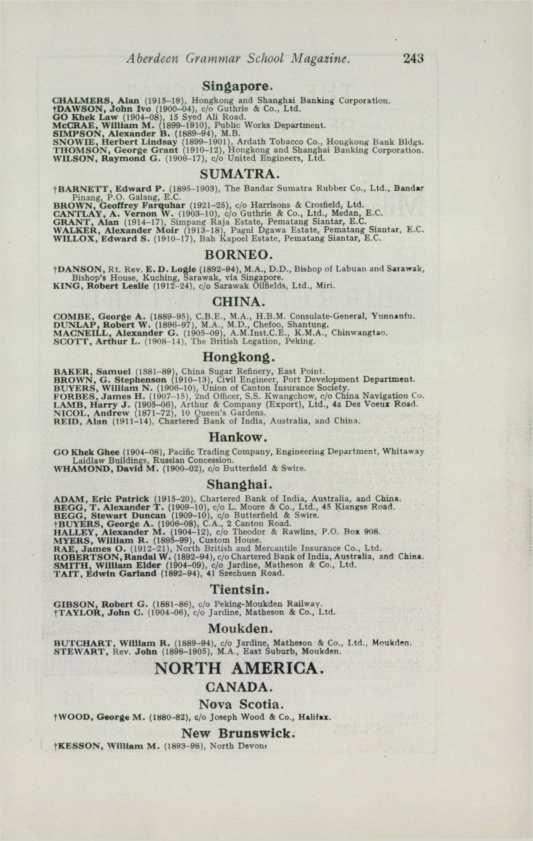 Aberdeen Grammar School Magazine. 243
Singapore.
CHALMERS, Alan (1915-19), Hongkong and Shanghai Banking Corporation.
†DAWSON, John Ivo (1900-04), c/o Guthrie & Co., Ltd.
GO Khek Law (1904-08), 15 Syed Ali Road.
McCRAE, William M. (1899-1910), Public Works Department.
SIMPSON, Alexander B. (1889-94), M.B.
SNOWIE, Herbert Lindsay (1899-1901), Ardath Tobacco Co., Hongkong Bank Bldgs.
THOMSON, George Grant (1910-12), Hongkong and Shanghai Banking Corporation.
WILSON, Raymond G. (1906-17), c/o United Engineers, Ltd.
SUMATRA.
†BARNETT, Edward P. (1895-1903), The Bandar Sumatra Rubber Co., Ltd., Bandar
Pinang, P.O. Galang, E.C.
BROWN, Geoffrey Farquhar (1921-25), c/o Harrisons & Crosfield, Ltd.
CANTLAY, A. Vernon W. (1903-10), c/o Guthrie & Co., Ltd., Medan, E.C.
GRANT, Alan (1914-17), Simpang Raja Estate, Pematang Siantar, E.C.
WALKER, Alexander Moir (1913-18), Pagni Dgawa Estate, Pematang Siantar, E.C.
WILLOX, Edward S. (1910-17), Bah Kapoel Estate, Pematang Siantar, E.C.
BORNEO.
†DANSON, Rt. Rev. E. D. Logie (1892-94), M.A., D.D., Bishop of Labuan and Sarawak,
Bishop's House, Kuching, Sarawak, via Singapore.
KING, Robert Leslie (1912-24), c/o Sarawak Oilfields, Ltd., Miri.
CHINA.
COMBE, George A. (1889-95), C.B.E., M.A., H.B.M. Consulate-General, Yunnanfu.
DUNLAP, Robert W. (1896-97), M.A., M.D., Chefoo, Shantung.
MACNEILL, Alexander G. (1905-09), A.M.Inst.C.E., K.M.A., Chinwangtao.
SCOTT, Arthur L. (1908-14), The British Legation, Peking.
Hongkong.
BAKER, Samuel (1881-89), China Sugar Refinery, East Point.
BROWN, G. Stephenson (1910-13), Civil Engineer, Port Development Department.
BUYERS, William N. (1906-10), Union of Canton Insurance Society.
FORBES, James H. (1907-15), 2nd Officer, S.S. Kwangchow, c/o China Navigation Co.
LAMB, Harry J. (1905-06), Arthur & Company (Export), Ltd., 4a Des Voeux Road.
NICOL, Andrew (1871-72), 10 Queen's Gardens.
REID, Alan (1911-14), Chartered Bank of India, Australia, and China.
Hankow.
GO Khek Ghee (1904-08), Pacific Trading Company, Engineering Department, Whitaway
Laidlaw Buildings, Russian Concession.
WHAMOND, David M. (1900-02), c/o Butterfield & Swire.
Shanghai.
ADAM, Eric Patrick (1915-20), Chartered Bank of India, Australia, and China.
BEGG, T. Alexander T. (1909-10), c/o L. Moore & Co., Ltd., 45 Kiangse Road.
BEGG, Stewart Duncan (1909-10), c/o Butterfield & Swire.
†BUYERS, George A. (1906-08), C.A., 2 Canton Road.
HALLEY, Alexander M. (1904-12), c/o Theodor & Rawlins, P.O. Box 908.
MYERS, William R. (1895-99), Custom House.
RAE, James O. (1912-21), North British and Mercantile Insurance Co., Ltd.
ROBERTSON, Randal W. (1892-94), c/o Chartered Bank of India, Australia, and China.
SMITH, William Elder (1904-09), c/o Jardine, Matheson & Co., Ltd.
TAIT, Edwin Garland (1892-94), 41 Szechuen Road.
Tientsin.
GIBSON, Robert G. (1881-86), c/o Peking-Moukden Railway.
†TAYLOR, John C. (1904-06), c/o Jardine, Matheson & Co., Ltd.
Moukden.
BUTCHART, William R. (1889-94), c/o Jardine, Matheson & Co., Ltd., Moukden.
STEWART, Rev. John (1898-1905), M.A., East Suburb, Moukden.
NORTH AMERICA.
CANADA.
Nova Scotia.
†WOOD, George M. (1880-82), c/o Joseph Wood & Co., Halifax.
New Brunswick.
†KESSON, William M. (1893-98), North Devon